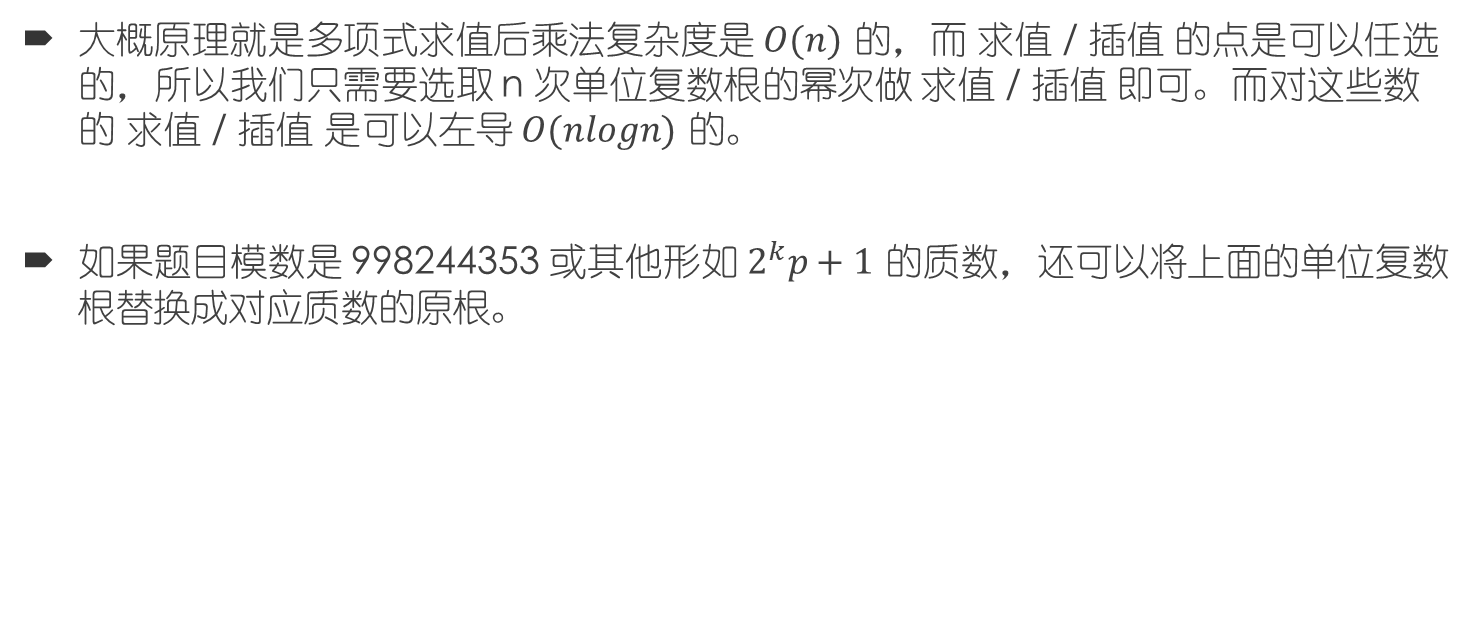 大概原理就是多项式求值后乘法复杂度是 O(n) 的，而 求值 / 插值 的点是可以任选
的，所以我们只需要选取 n 次单位复数根的幂次做 求值 / 插值 即可。而对这些数
的 求值 / 插值 是可以左导 O(nlogn) 的。
如果题目模数是 998244353 或其他形如 2^k p + 1 的质数，还可以将上面的单位复数
根替换成对应质数的原根。